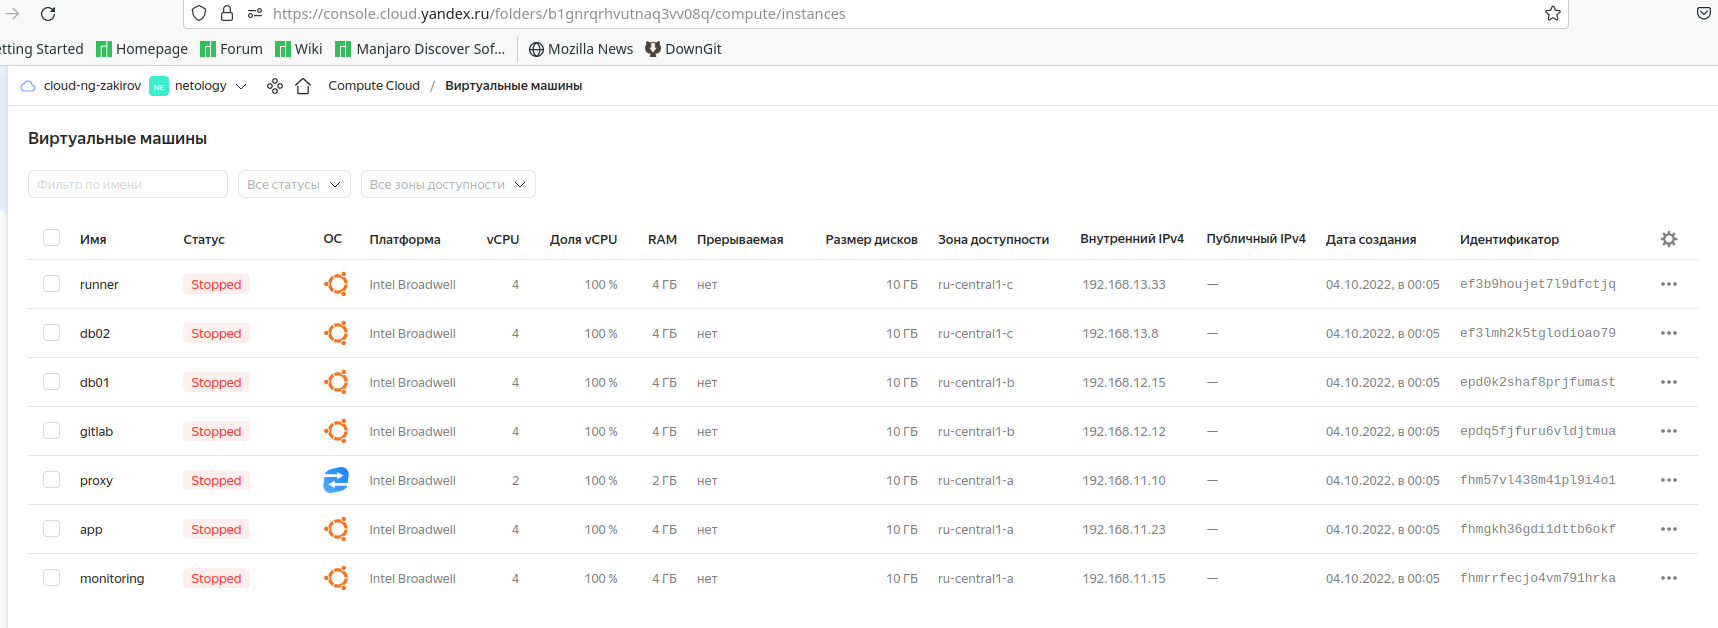 https://console.cloud.yandex.ru/folders/b1gnrqrhvutnaq3vv08q/compute/instances
etting Started Homepage Forum Wiki Manjaro Discover Sof... Mozilla News DownGit
cloud-ng-zakirov NE netology Compute Cloud / Виртуальные машины
Виртуальные машины
Фильтр по имени Все статусы Все зоны доступности
Имя Статус ОС Платформа vCPU Доля vCPU RAM Прерываемая Размер дисков Зона доступности Внутренний IPv4 Публичный IPv4 Дата создания Идентификатор
runner Stopped Intel Broadwell 4 100 % 4 ГБ нет 10 ГБ ru-central1-c 192.168.13.33 — 04.10.2022, в 00:05 ef3b9houjet7l9dfctjq
db02 Stopped Intel Broadwell 4 100 % 4 ГБ нет 10 ГБ ru-central1-c 192.168.13.8 — 04.10.2022, в 00:05 ef3lmh2k5tglodioao79
db01 Stopped Intel Broadwell 4 100 % 4 ГБ нет 10 ГБ ru-central1-b 192.168.12.15 — 04.10.2022, в 00:05 epd0k2shaf8prjfumast
gitlab Stopped Intel Broadwell 4 100 % 4 ГБ нет 10 ГБ ru-central1-b 192.168.12.12 — 04.10.2022, в 00:05 epdq5fjfuru6vldjtmua
proxy Stopped Intel Broadwell 2 100 % 2 ГБ нет 10 ГБ ru-central1-a 192.168.11.10 — 04.10.2022, в 00:05 fhm57vl438m41pl9i4o1
app Stopped Intel Broadwell 4 100 % 4 ГБ нет 10 ГБ ru-central1-a 192.168.11.23 — 04.10.2022, в 00:05 fhmgkh36gdi1dttb6okf
monitoring Stopped Intel Broadwell 4 100 % 4 ГБ нет 10 ГБ ru-central1-a 192.168.11.15 — 04.10.2022, в 00:05 fhmrrfecjo4vm791hrka